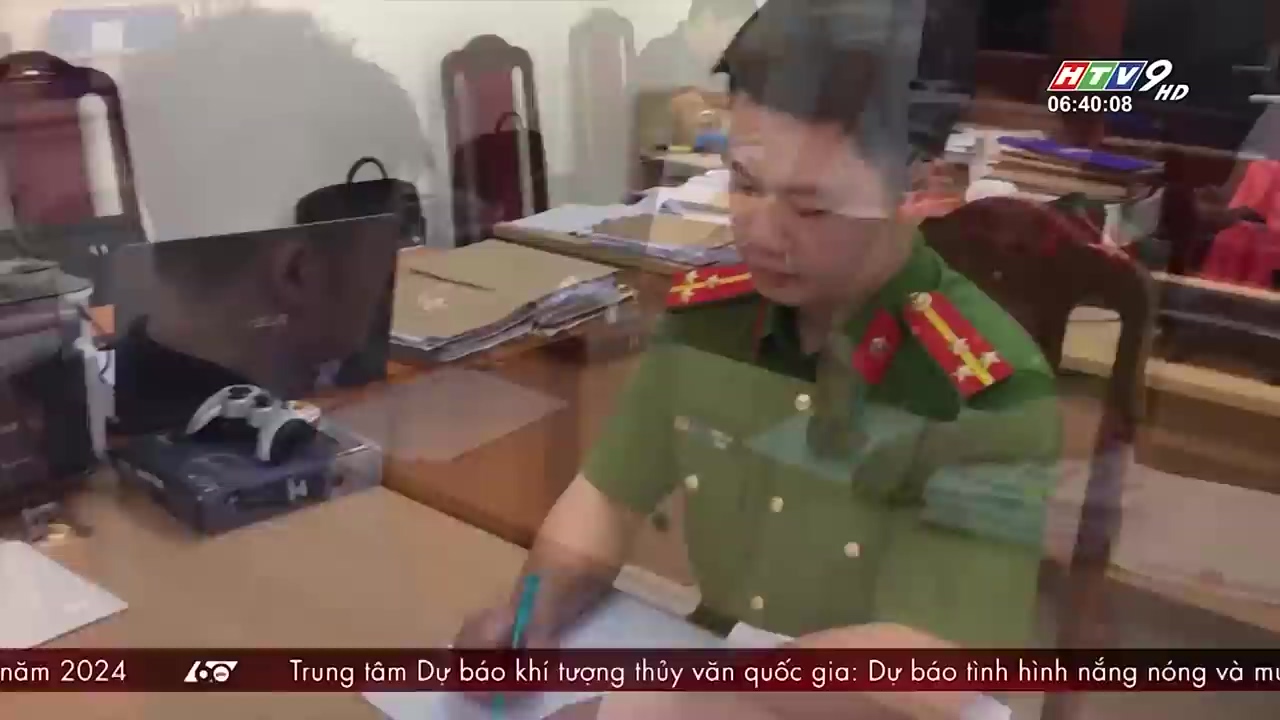 HTV9 HD
06:40:08
năm 2024 60 Trung tâm Dự báo khí tượng thủy văn quốc gia: Dự báo tình hình nắng nóng và